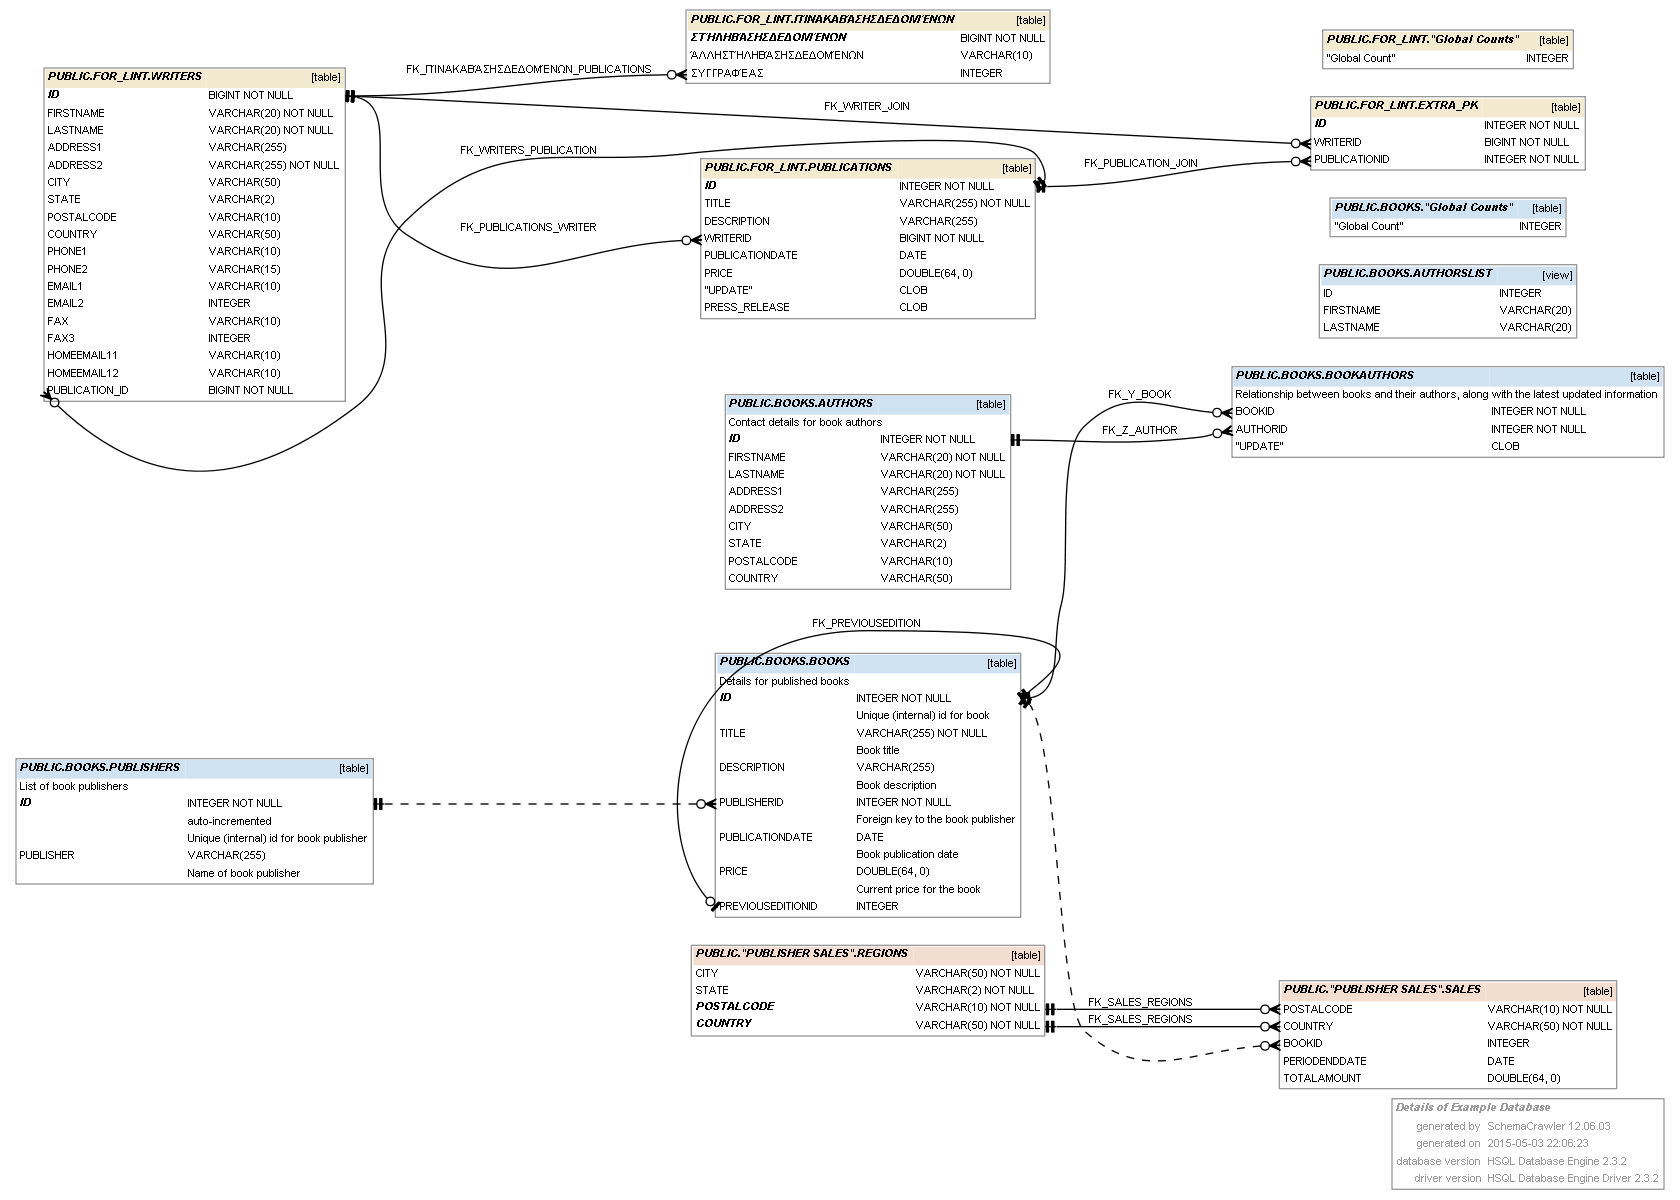 PUBLIC.FOR_LINT.ΠΊΝΑΚΑΒΆΣΗΣΔΕΔΟΜΈΝΩΝ [table]
ΣΤΉΛΗΒΆΣΗΣΔΕΔΟΜΈΝΩΝ BIGINT NOT NULL
ΆΛΛΗΣΤΉΛΗΒΆΣΗΣΔΕΔΟΜΈΝΩΝ VARCHAR(10)
ΣΥΓΓΡΑΦΈΑΣ INTEGER
PUBLIC.FOR_LINT."Global Counts" [table]
"Global Count" INTEGER
FK_ΠΊΝΑΚΑΒΆΣΗΣΔΕΔΟΜΈΝΩΝ_PUBLICATIONS
PUBLIC.FOR_LINT.WRITERS [table]
ID BIGINT NOT NULL
FIRSTNAME VARCHAR(20) NOT NULL
LASTNAME VARCHAR(20) NOT NULL
ADDRESS1 VARCHAR(255)
ADDRESS2 VARCHAR(255) NOT NULL
CITY VARCHAR(50)
STATE VARCHAR(2)
POSTALCODE VARCHAR(10)
COUNTRY VARCHAR(50)
PHONE1 VARCHAR(10)
PHONE2 VARCHAR(15)
EMAIL1 VARCHAR(10)
EMAIL2 INTEGER
FAX VARCHAR(10)
FAX3 INTEGER
HOMEEMAIL11 VARCHAR(10)
HOMEEMAIL12 VARCHAR(10)
PUBLICATION_ID BIGINT NOT NULL
FK_WRITER_JOIN
PUBLIC.FOR_LINT.EXTRA_PK [table]
ID INTEGER NOT NULL
WRITERID BIGINT NOT NULL
PUBLICATIONID INTEGER NOT NULL
FK_WRITERS_PUBLICATION
FK_PUBLICATION_JOIN
PUBLIC.FOR_LINT.PUBLICATIONS [table]
ID INTEGER NOT NULL
TITLE VARCHAR(255) NOT NULL
DESCRIPTION VARCHAR(255)
WRITERID BIGINT NOT NULL
PUBLICATIONDATE DATE
PRICE DOUBLE(64, 0)
"UPDATE" CLOB
PRESS_RELEASE CLOB
FK_PUBLICATIONS_WRITER
PUBLIC.BOOKS."Global Counts" [table]
"Global Count" INTEGER
PUBLIC.BOOKS.AUTHORSLIST [view]
ID INTEGER
FIRSTNAME VARCHAR(20)
LASTNAME VARCHAR(20)
PUBLIC.BOOKS.BOOKAUTHORS [table]
Relationship between books and their authors, along with the latest updated information
BOOKID INTEGER NOT NULL
AUTHORID INTEGER NOT NULL
"UPDATE" CLOB
FK_Y_BOOK
FK_Z_AUTHOR
PUBLIC.BOOKS.AUTHORS [table]
Contact details for book authors
ID INTEGER NOT NULL
FIRSTNAME VARCHAR(20) NOT NULL
LASTNAME VARCHAR(20) NOT NULL
ADDRESS1 VARCHAR(255)
ADDRESS2 VARCHAR(255)
CITY VARCHAR(50)
STATE VARCHAR(2)
POSTALCODE VARCHAR(10)
COUNTRY VARCHAR(50)
FK_PREVIOUSEDITION
PUBLIC.BOOKS.BOOKS [table]
Details for published books
ID INTEGER NOT NULL
Unique (internal) id for book
TITLE VARCHAR(255) NOT NULL
Book title
DESCRIPTION VARCHAR(255)
Book description
PUBLISHERID INTEGER NOT NULL
Foreign key to the book publisher
PUBLICATIONDATE DATE
Book publication date
PRICE DOUBLE(64, 0)
Current price for the book
PREVIOUSEDITIONID INTEGER
PUBLIC.BOOKS.PUBLISHERS [table]
List of book publishers
ID INTEGER NOT NULL
auto-incremented
Unique (internal) id for book publisher
PUBLISHER VARCHAR(255)
Name of book publisher
PUBLIC."PUBLISHER SALES".REGIONS [table]
CITY VARCHAR(50) NOT NULL
STATE VARCHAR(2) NOT NULL
POSTALCODE VARCHAR(10) NOT NULL
COUNTRY VARCHAR(50) NOT NULL
FK_SALES_REGIONS
FK_SALES_REGIONS
PUBLIC."PUBLISHER SALES".SALES [table]
POSTALCODE VARCHAR(10) NOT NULL
COUNTRY VARCHAR(50) NOT NULL
BOOKID INTEGER
PERIODENDDATE DATE
TOTALAMOUNT DOUBLE(64, 0)
Details of Example Database
generated by SchemaCrawler 12.06.03
generated on 2015-05-03 22:06:23
database version HSQL Database Engine 2.3.2
driver version HSQL Database Engine Driver 2.3.2